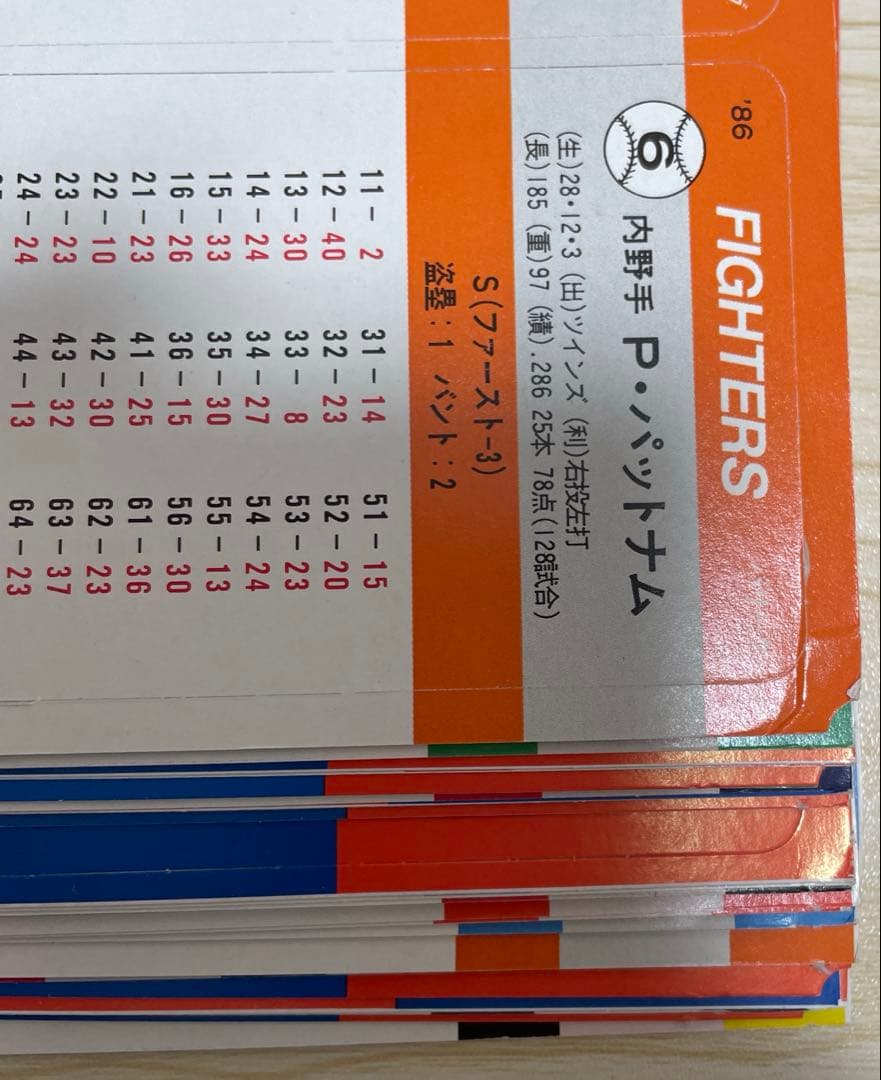 '86 FIGHTERS
6 内野手 P・パットナム
(生)28・12・3 (出)ツインズ (利)右投左打
(長)185 (重)97 (績).286 25本 78点(128試合)
S(ファースト-3)
盗塁:1 バント:2
11-2 31-14 51-15
12-40 32-23 52-20
13-30 33-8 53-23
14-24 34-27 54-24
15-33 35-30 55-13
16-26 36-15 56-30
21-23 41-25 61-36
22-10 42-30 62-23
23-23 43-32 63-37
24-24 44-13 64-23